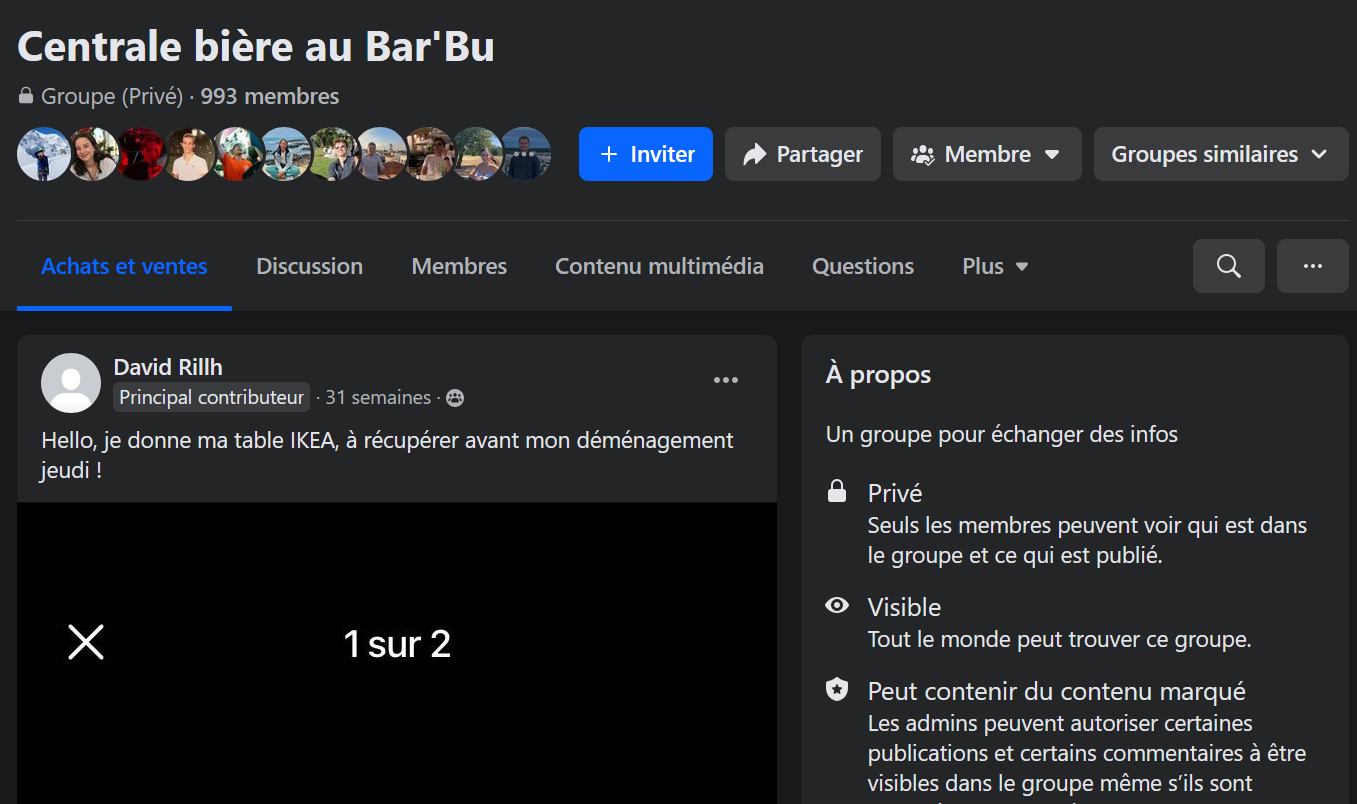 Centrale bière au Bar'Bu
Groupe (Privé) · 993 membres
+ Inviter
Partager
Membre
Groupes similaires
Achats et ventes
Discussion
Membres
Contenu multimédia
Questions
Plus
David Rillh
Principal contributeur · 31 semaines ·
Hello, je donne ma table IKEA, à récupérer avant mon déménagement
jeudi !
1 sur 2
À propos
Un groupe pour échanger des infos
Privé
Seuls les membres peuvent voir qui est dans
le groupe et ce qui est publié.
Visible
Tout le monde peut trouver ce groupe.
Peut contenir du contenu marqué
Les admins peuvent autoriser certaines
publications et certains commentaires à être
visibles dans le groupe même s’ils sont